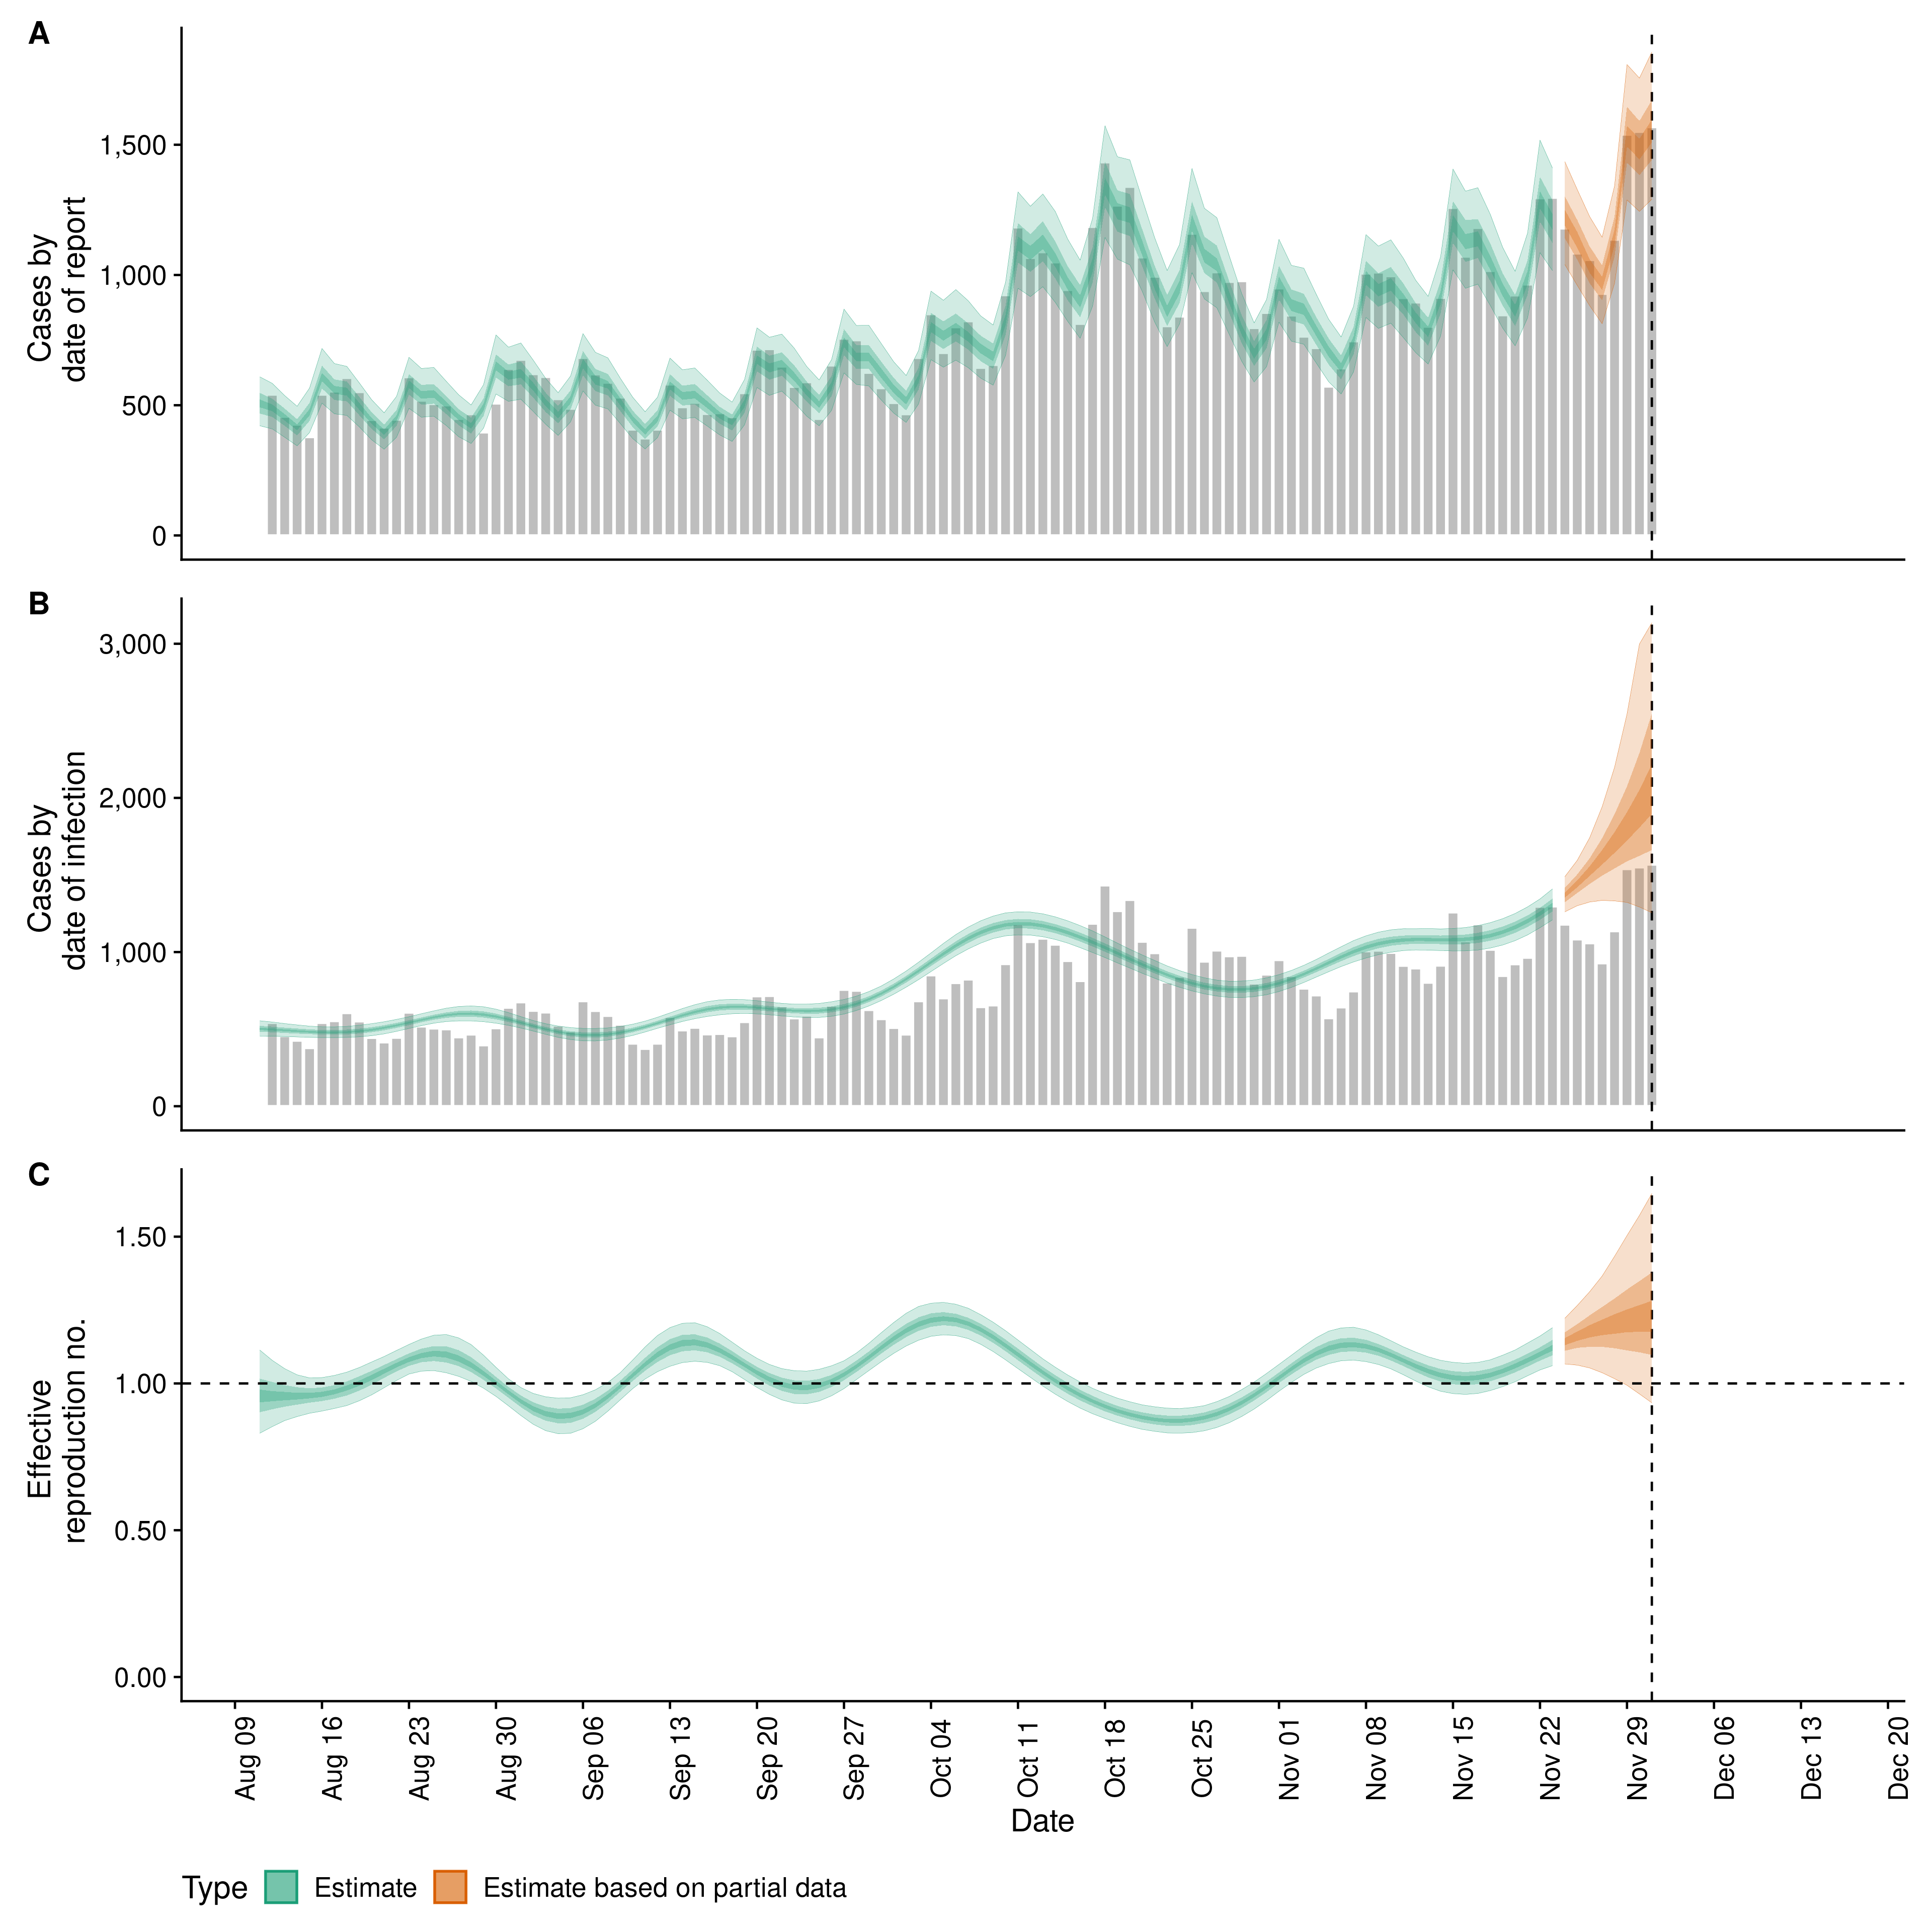 A
Cases by
date of report
1,500
1,000
500
0
B
Cases by
date of infection
3,000
2,000
1,000
0
C
Effective
reproduction no.
1.50
1.00
0.50
0.00
Aug 09
Aug 16
Aug 23
Aug 30
Sep 06
Sep 13
Sep 20
Sep 27
Oct 04
Oct 11
Oct 18
Oct 25
Nov 01
Nov 08
Nov 15
Nov 22
Nov 29
Dec 06
Dec 13
Dec 20
Date
Type Estimate Estimate based on partial data